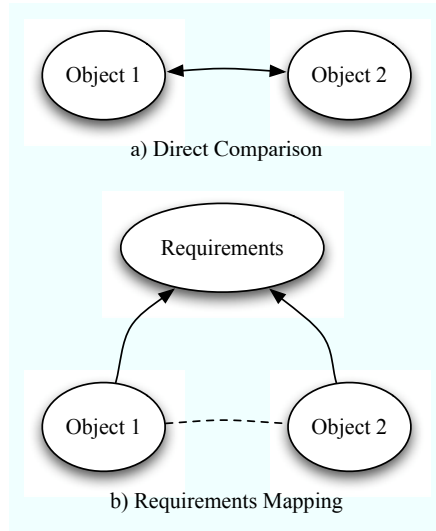 Object 1
Object 2
a) Direct Comparison
Requirements
Object 1
Object 2
b) Requirements Mapping